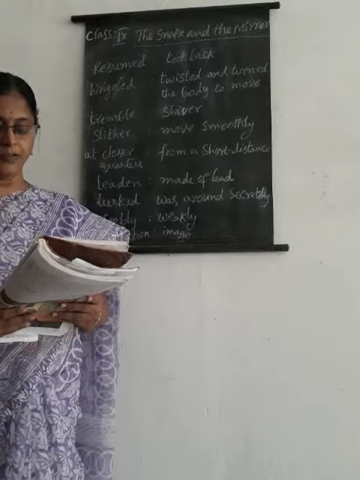 Class: IX The Snake and the Mirror
Resumed : took back
Wriggled : twisted and turned
the body to move
tremble : Shiver
Slither : move Smoothly
at closer : from a Short distance
quarters
leaden : made of lead
lurked : was around Secretly
: weakly
: image